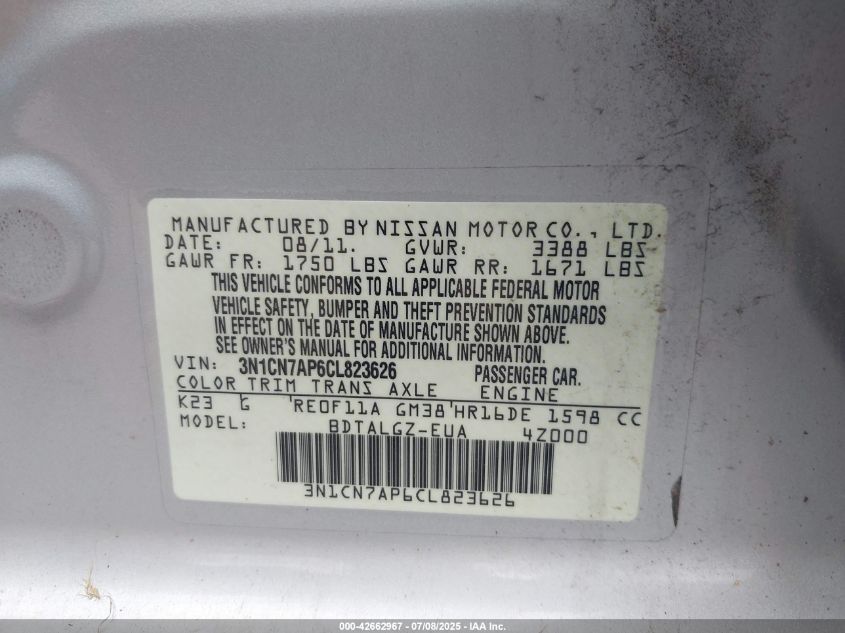 MANUFACTURED BY NISSAN MOTOR CO., LTD.
DATE: 08/11. GVWR: 3388 LBS
GAWR FR: 1750 LBS GAWR RR: 1671 LBS
THIS VEHICLE CONFORMS TO ALL APPLICABLE FEDERAL MOTOR
VEHICLE SAFETY, BUMPER AND THEFT PREVENTION STANDARDS
IN EFFECT ON THE DATE OF MANUFACTURE SHOWN ABOVE.
SEE OWNER'S MANUAL FOR ADDITIONAL INFORMATION.
VIN: 3N1CN7AP6CL823626 PASSENGER CAR.
COLOR TRIM TRANS AXLE ENGINE
K23 G 'RE0F11A GM38'HR16DE 1598 CC
MODEL: BDTALGZ-EUA 4Z000
3N1CN7AP6CL823626
000-42662967 - 07/08/2025 - IAA Inc.